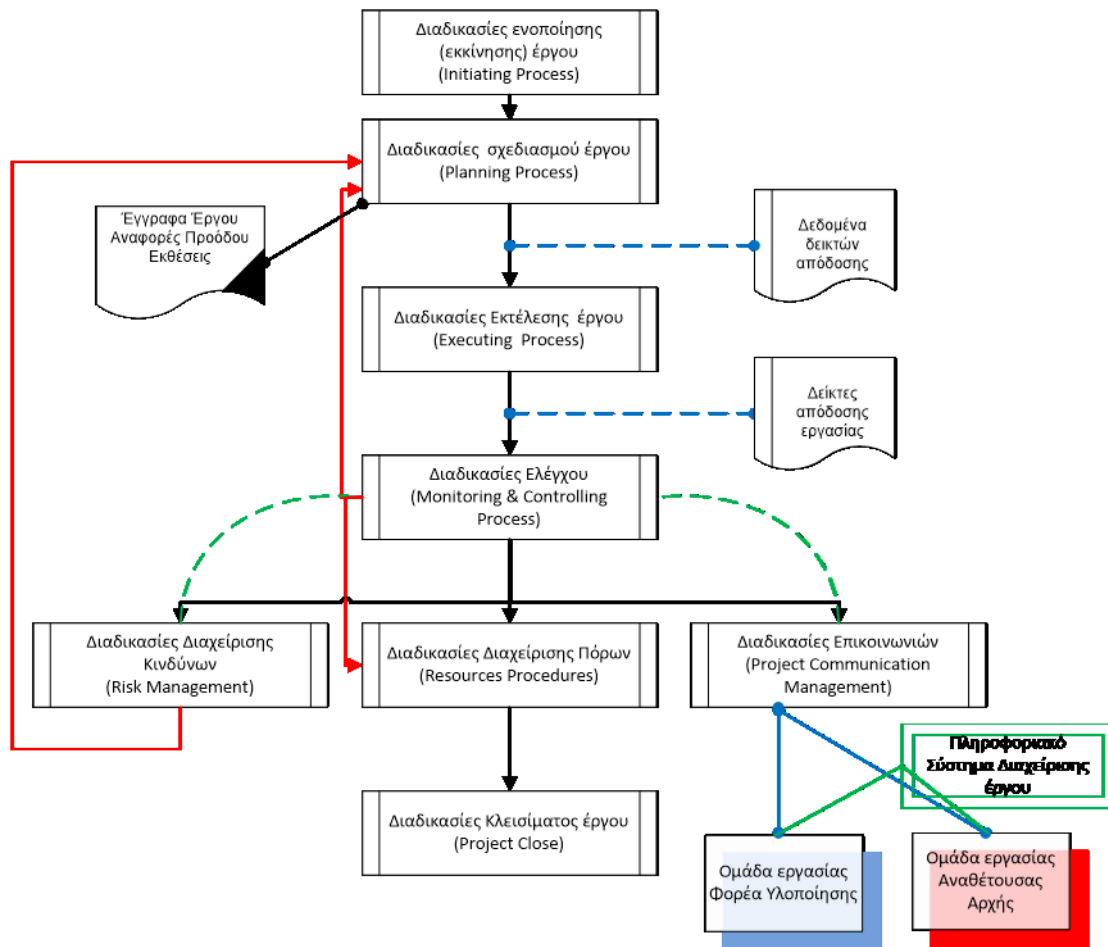 Διαδικασίες ενοποίησης
(εκκίνησης) έργου
(Initiating Process)
Διαδικασίες σχεδιασμού έργου
(Planning Process)
Έγγραφα Έργου
Αναφορές Προόδου
Εκθέσεις
Δεδομένα
δεικτών
απόδοσης
Διαδικασίες Εκτέλεσης έργου
(Executing Process)
Δείκτες
απόδοσης
εργασίας
Διαδικασίες Ελέγχου
(Monitoring & Controlling
Process)
Διαδικασίες Διαχείρισης
Κινδύνων
(Risk Management)
Διαδικασίες Διαχείρισης Πόρων
(Resources Procedures)
Διαδικασίες Επικοινωνιών
(Project Communication
Management)
Πληροφοριακό
Σύστημα Διαχείρισης
έργου
Διαδικασίες Κλεισίματος έργου
(Project Close)
Ομάδα εργασίας
Φορέα Υλοποίησης
Ομάδα εργασίας
Αναθέτουσας
Αρχής